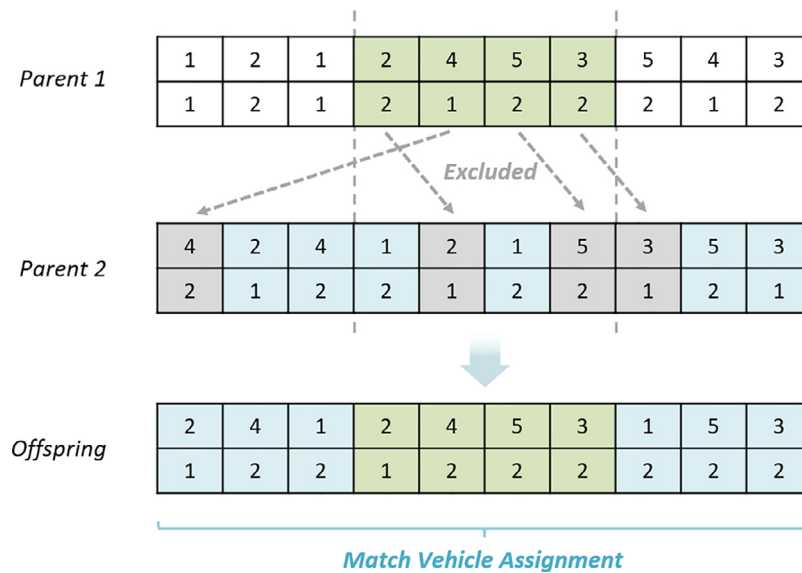 1 2 1 2 4 5 3 5 4 3
Parent 1
1 2 1 2 1 2 2 2 1 2
Excluded
4 2 4 1 2 1 5 3 5 3
Parent 2
2 1 2 2 1 2 2 1 2 1
2 4 1 2 4 5 3 1 5 3
Offspring
1 2 2 1 2 2 2 2 2 2
Match Vehicle Assignment